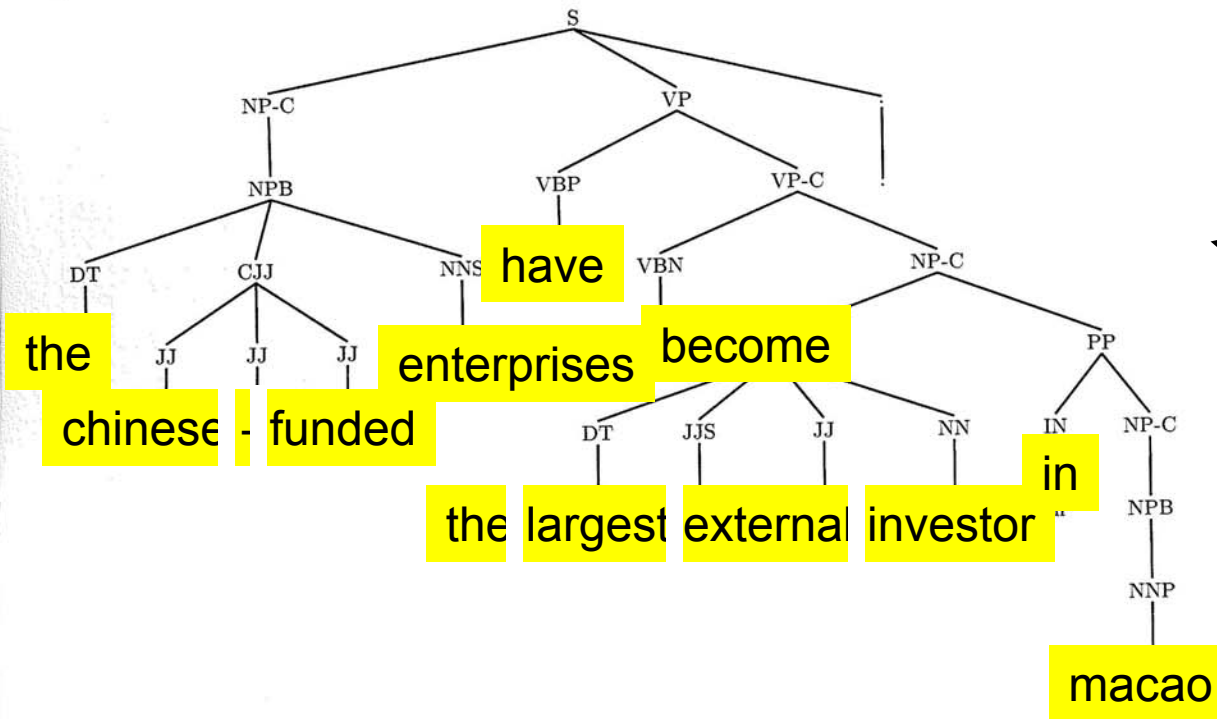 S
NP-C VP .
NPB VBP VP-C .
DT CJJ NNS have VBN NP-C
the JJ JJ JJ enterprises become PP
chinese - funded DT JJS JJ NN IN NP-C
the largest external investor in NPB
NNP
macao